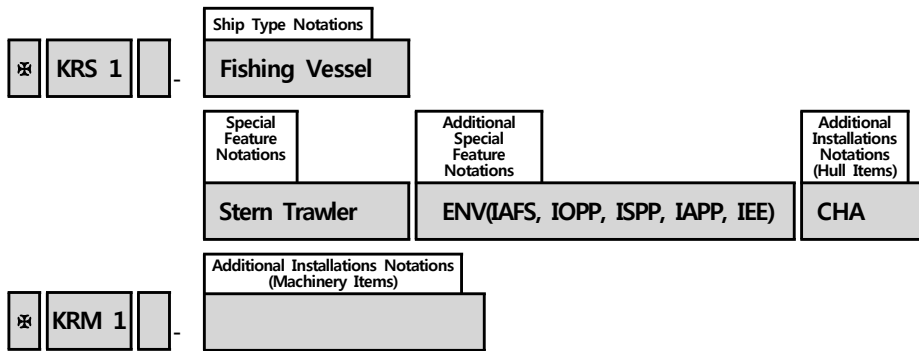 Ship Type Notations
✠ KRS 1 - Fishing Vessel
Special
Feature
Notations
Additional
Special
Feature
Notations
Additional
Installations
Notations
(Hull Items)
Stern Trawler ENV(IAFS, IOPP, ISPP, IAPP, IEE) CHA
Additional Installations Notations
(Machinery Items)
✠ KRM 1 -